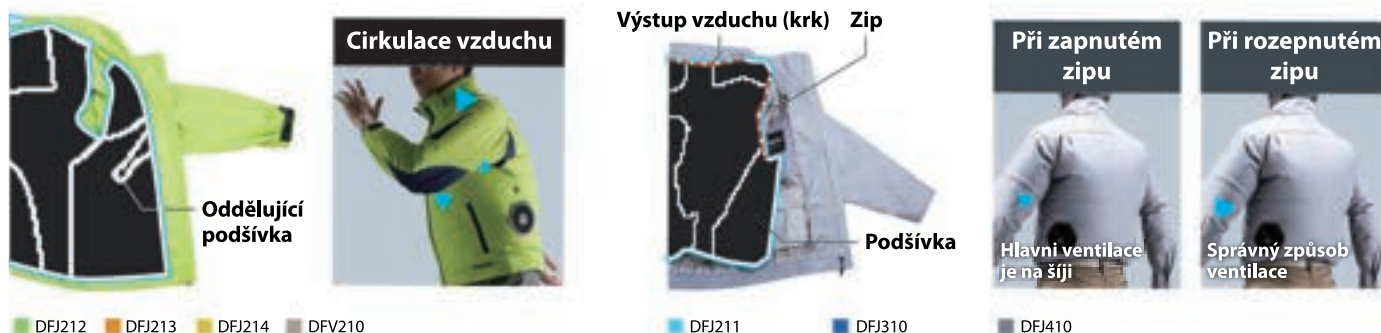 Oddělující
podšívka
Cirkulace vzduchu
Výstup vzduchu (krk) Zip
Podšívka
Při zapnutém
zipu
Hlavni ventilace
je na šíji
Při rozepnutém
zipu
Správný způsob
ventilace
DFJ212 DFJ213 DFJ214 DFV210
DFJ211 DFJ310
DFJ410